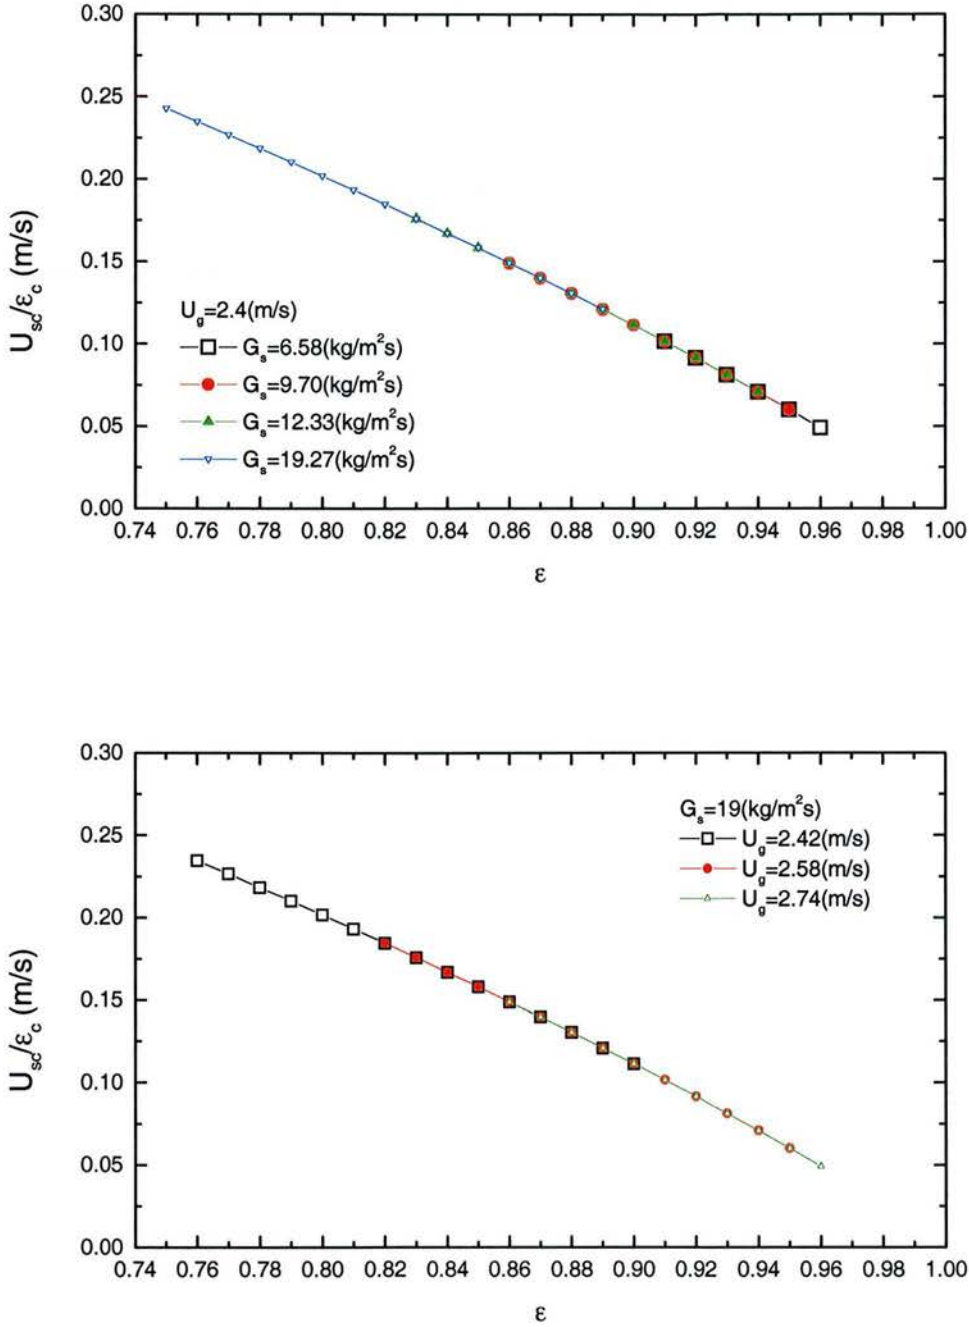 0.30
0.25
0.20
0.15
0.10
0.05
0.00
U_sc/ε_c (m/s)
U_g=2.4(m/s)
G_s=6.58(kg/m²s)
G_s=9.70(kg/m²s)
G_s=12.33(kg/m²s)
G_s=19.27(kg/m²s)
0.74 0.76 0.78 0.80 0.82 0.84 0.86 0.88 0.90 0.92 0.94 0.96 0.98 1.00
ε
0.30
0.25
0.20
0.15
0.10
0.05
0.00
U_sc/ε_c (m/s)
G_s=19(kg/m²s)
U_g=2.42(m/s)
U_g=2.58(m/s)
U_g=2.74(m/s)
0.74 0.76 0.78 0.80 0.82 0.84 0.86 0.88 0.90 0.92 0.94 0.96 0.98 1.00
ε